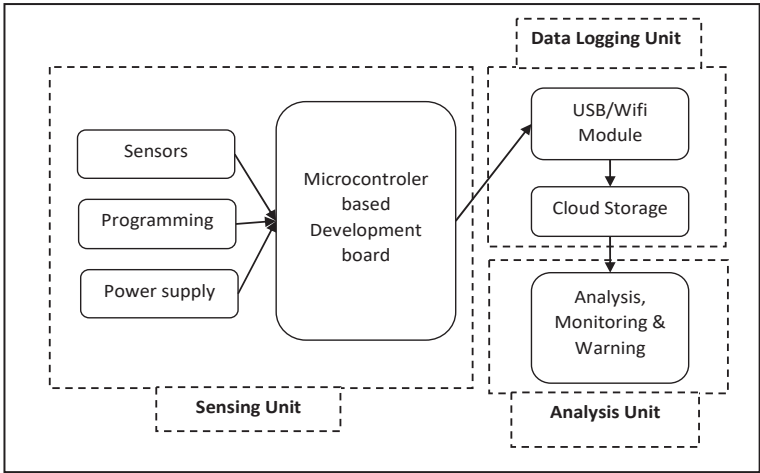 Data Logging Unit
Sensors
Programming
Power supply
Microcontroler
based
Development
board
USB/Wifi
Module
Cloud Storage
Analysis,
Monitoring &
Warning
Sensing Unit
Analysis Unit